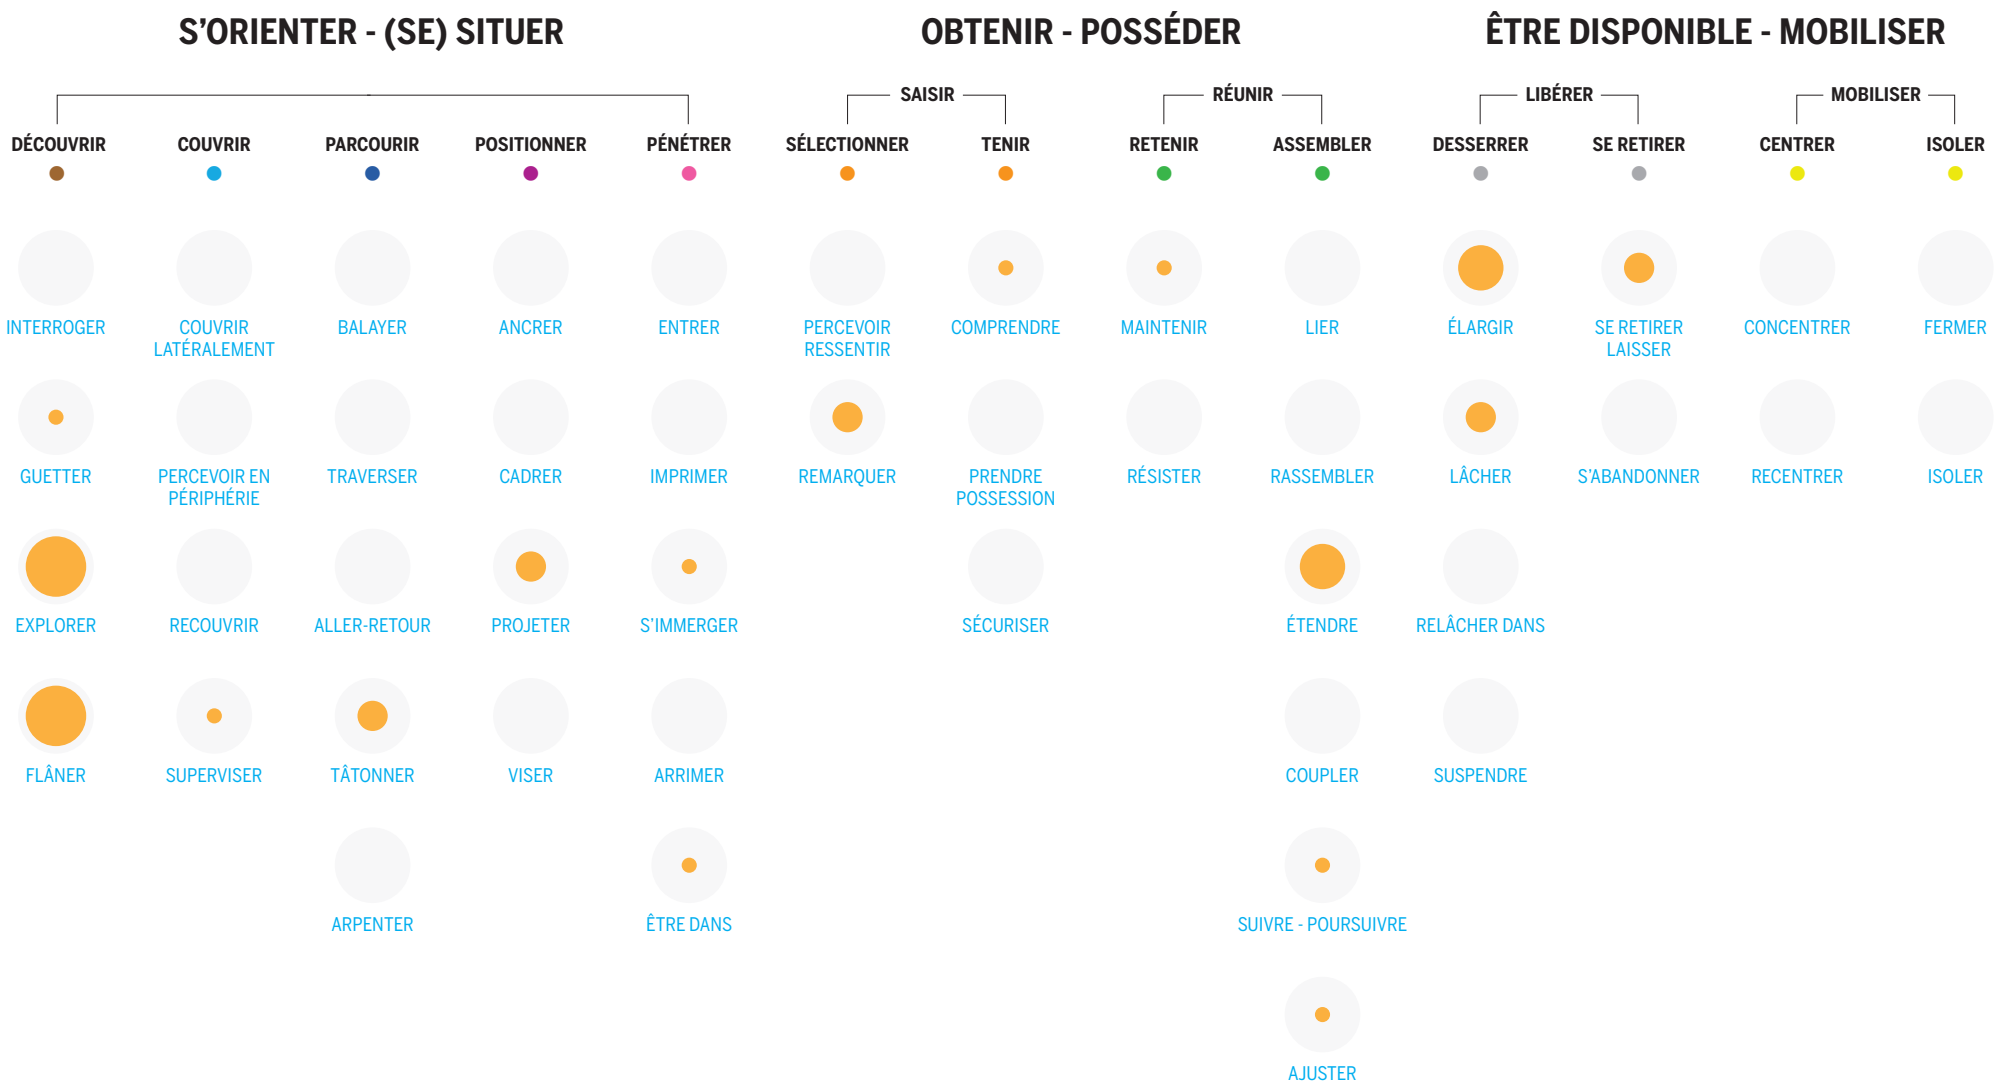 S'ORIENTER - (SE) SITUER
OBTENIR - POSSÉDER
ÊTRE DISPONIBLE - MOBILISER
SAISIR
RÉUNIR
LIBÉRER
MOBILISER
DÉCOUVRIR
COUVRIR
PARCOURIR
POSITIONNER
PÉNÉTRER
SÉLECTIONNER
TENIR
RETENIR
ASSEMBLER
DESSERRER
SE RETIRER
CENTRER
ISOLER
INTERROGER
COUVRIR
LATÉRALEMENT
BALAYER
ANCRER
ENTRER
PERCEVOIR
RESSENTIR
COMPRENDRE
MAINTENIR
LIER
ÉLARGIR
SE RETIRER
LAISSER
CONCENTRER
FERMER
GUETTER
PERCEVOIR EN
PÉRIPHÉRIE
TRAVERSER
CADRER
IMPRIMER
REMARQUER
PRENDRE
POSSESSION
RÉSISTER
RASSEMBLER
LÂCHER
S'ABANDONNER
RECENTRER
ISOLER
EXPLORER
RECOUVRIR
ALLER-RETOUR
PROJETER
S'IMMERGER
SÉCURISER
ÉTENDRE
RELÂCHER DANS
FLÂNER
SUPERVISER
TÂTONNER
VISER
ARRIMER
COUPLER
SUSPENDRE
ARPENTER
ÊTRE DANS
SUIVRE - POURSUIVRE
AJUSTER